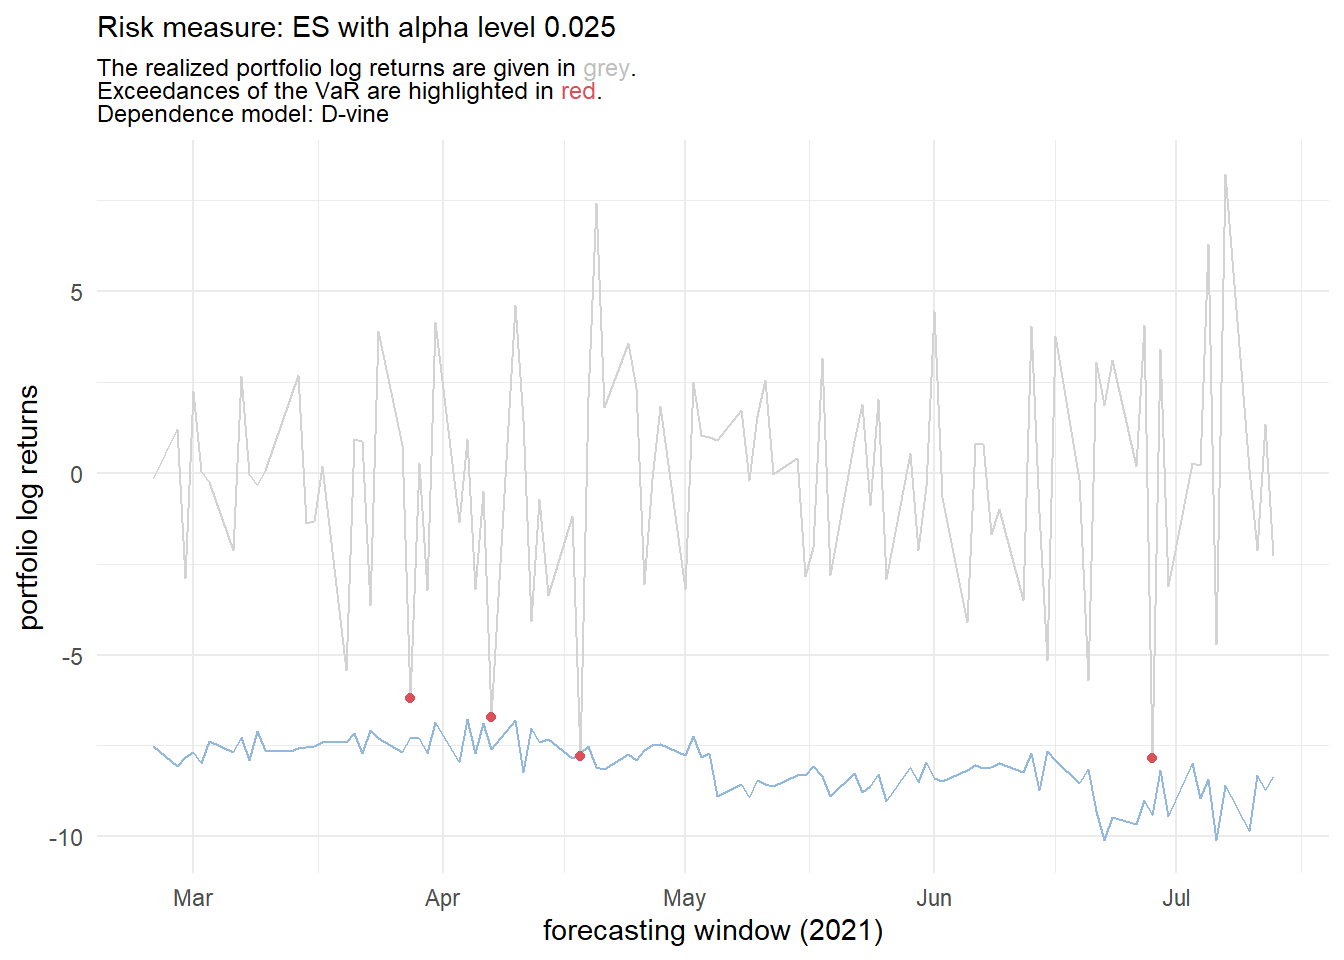 Risk measure: ES with alpha level 0.025
The realized portfolio log returns are given in grey.
Exceedances of the VaR are highlighted in red.
Dependence model: D-vine
portfolio log returns
5
0
-5
-10
Mar Apr May Jun Jul
forecasting window (2021)